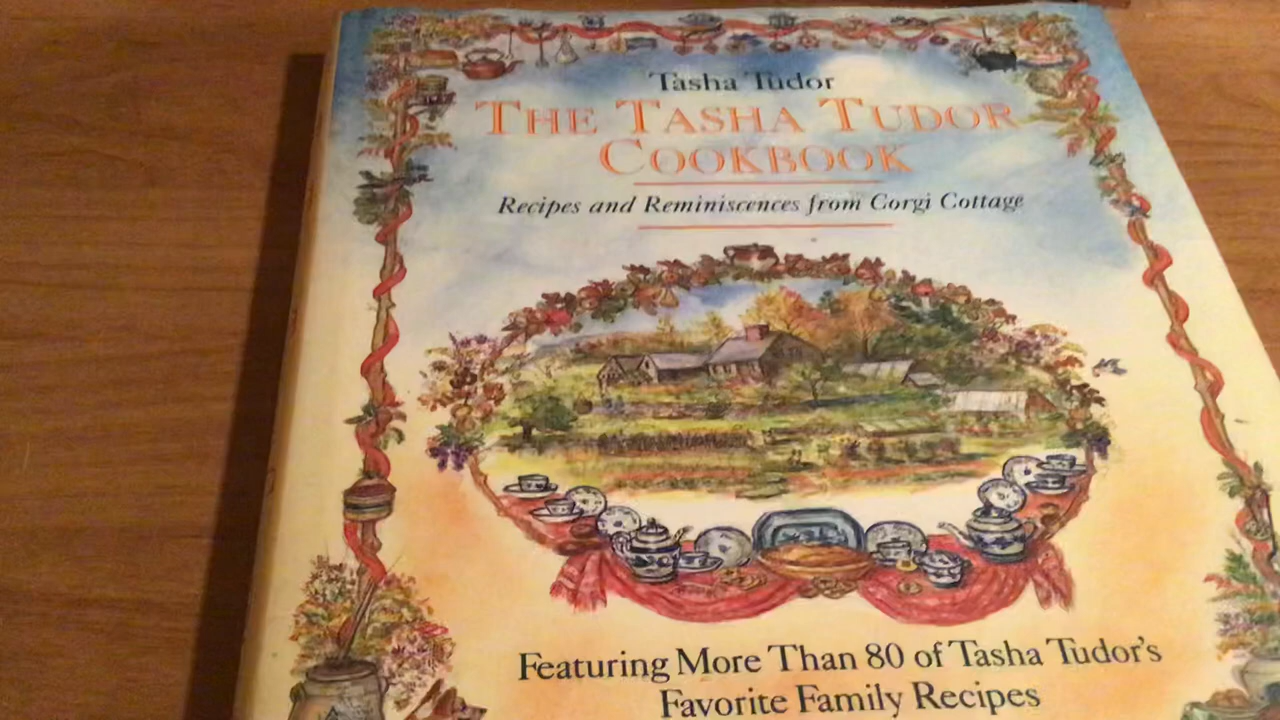 Tasha Tudor
THE TASHA TUDOR
COOKBOOK
Recipes and Reminiscences from Corgi Cottage
Featuring More Than 80 of Tasha Tudor's
Favorite Family Recipes